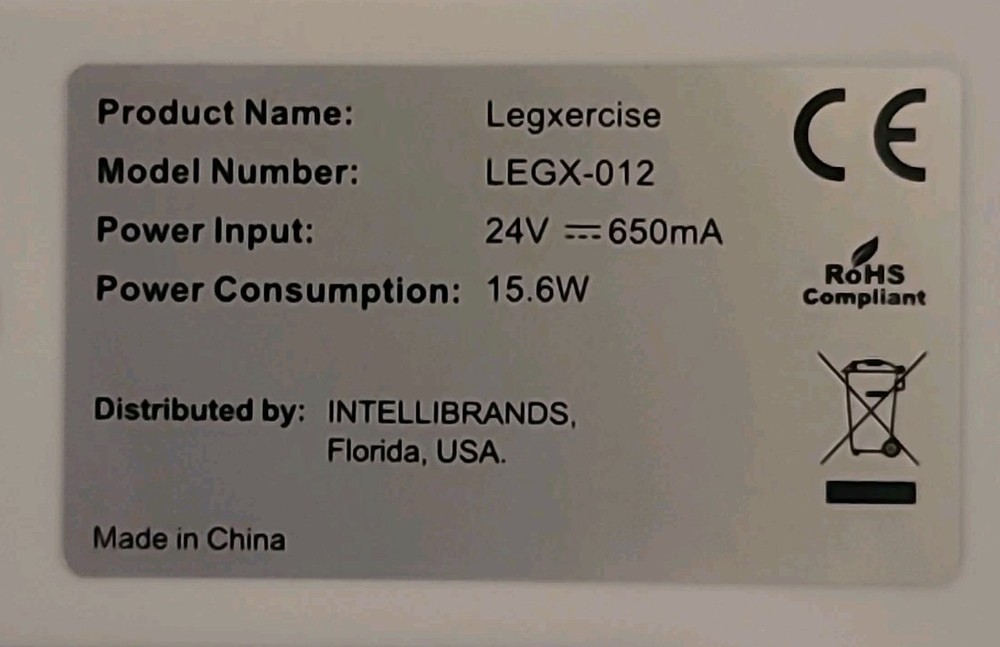 Product Name: Legxercise
Model Number: LEGX-012
Power Input: 24V ⎓ 650mA
Power Consumption: 15.6W
Distributed by: INTELLIBRANDS,
Florida, USA.
Made in China
CE
RoHS
Compliant